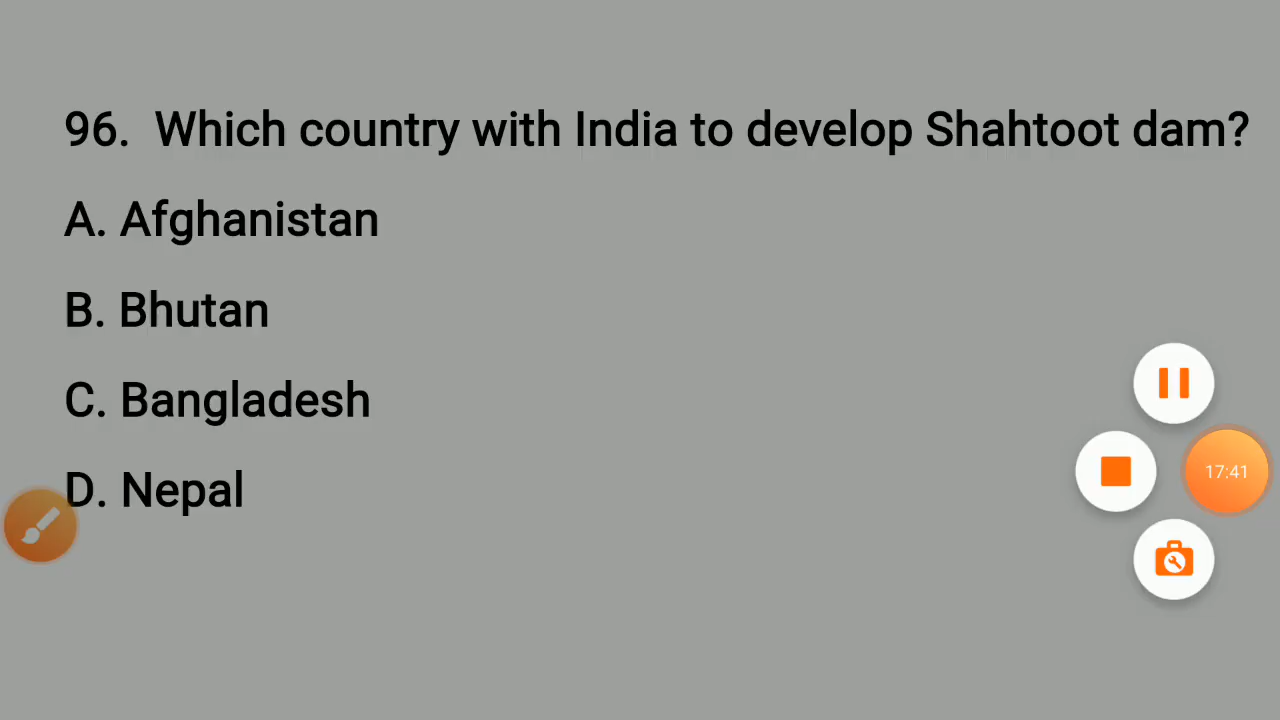 96.  Which country with India to develop Shahtoot dam?
A. Afghanistan
B. Bhutan
C. Bangladesh
D. Nepal
17:41